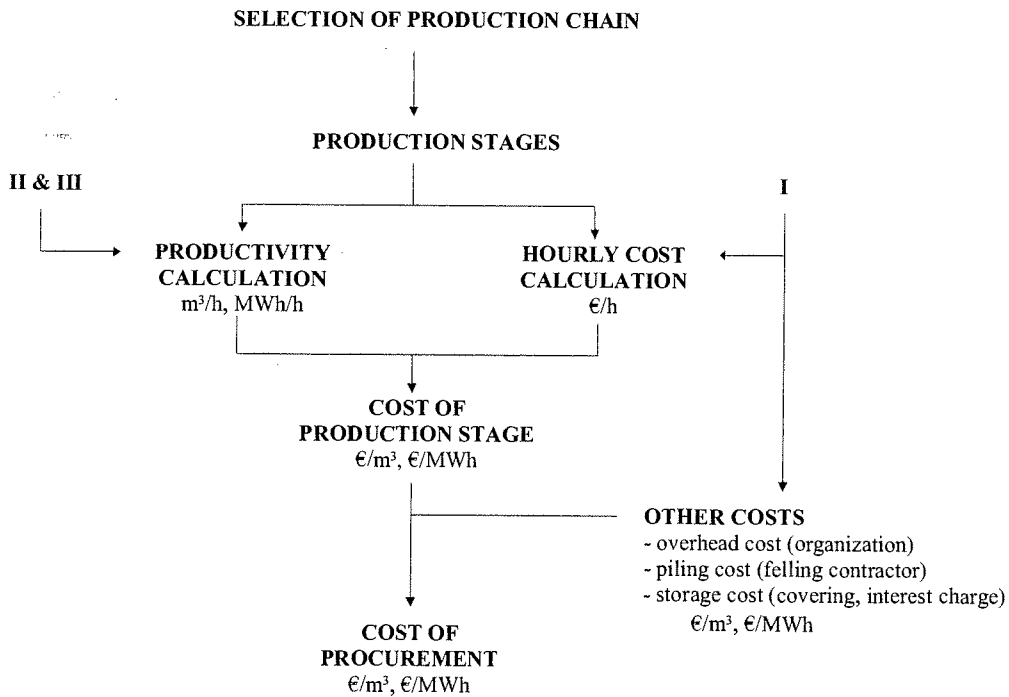 SELECTION OF PRODUCTION CHAIN
PRODUCTION STAGES
II & III
I
PRODUCTIVITY
CALCULATION
m³/h, MWh/h
HOURLY COST
CALCULATION
€/h
COST OF
PRODUCTION STAGE
€/m³, €/MWh
OTHER COSTS
- overhead cost (organization)
- piling cost (felling contractor)
- storage cost (covering, interest charge)
€/m³, €/MWh
COST OF
PROCUREMENT
€/m³, €/MWh